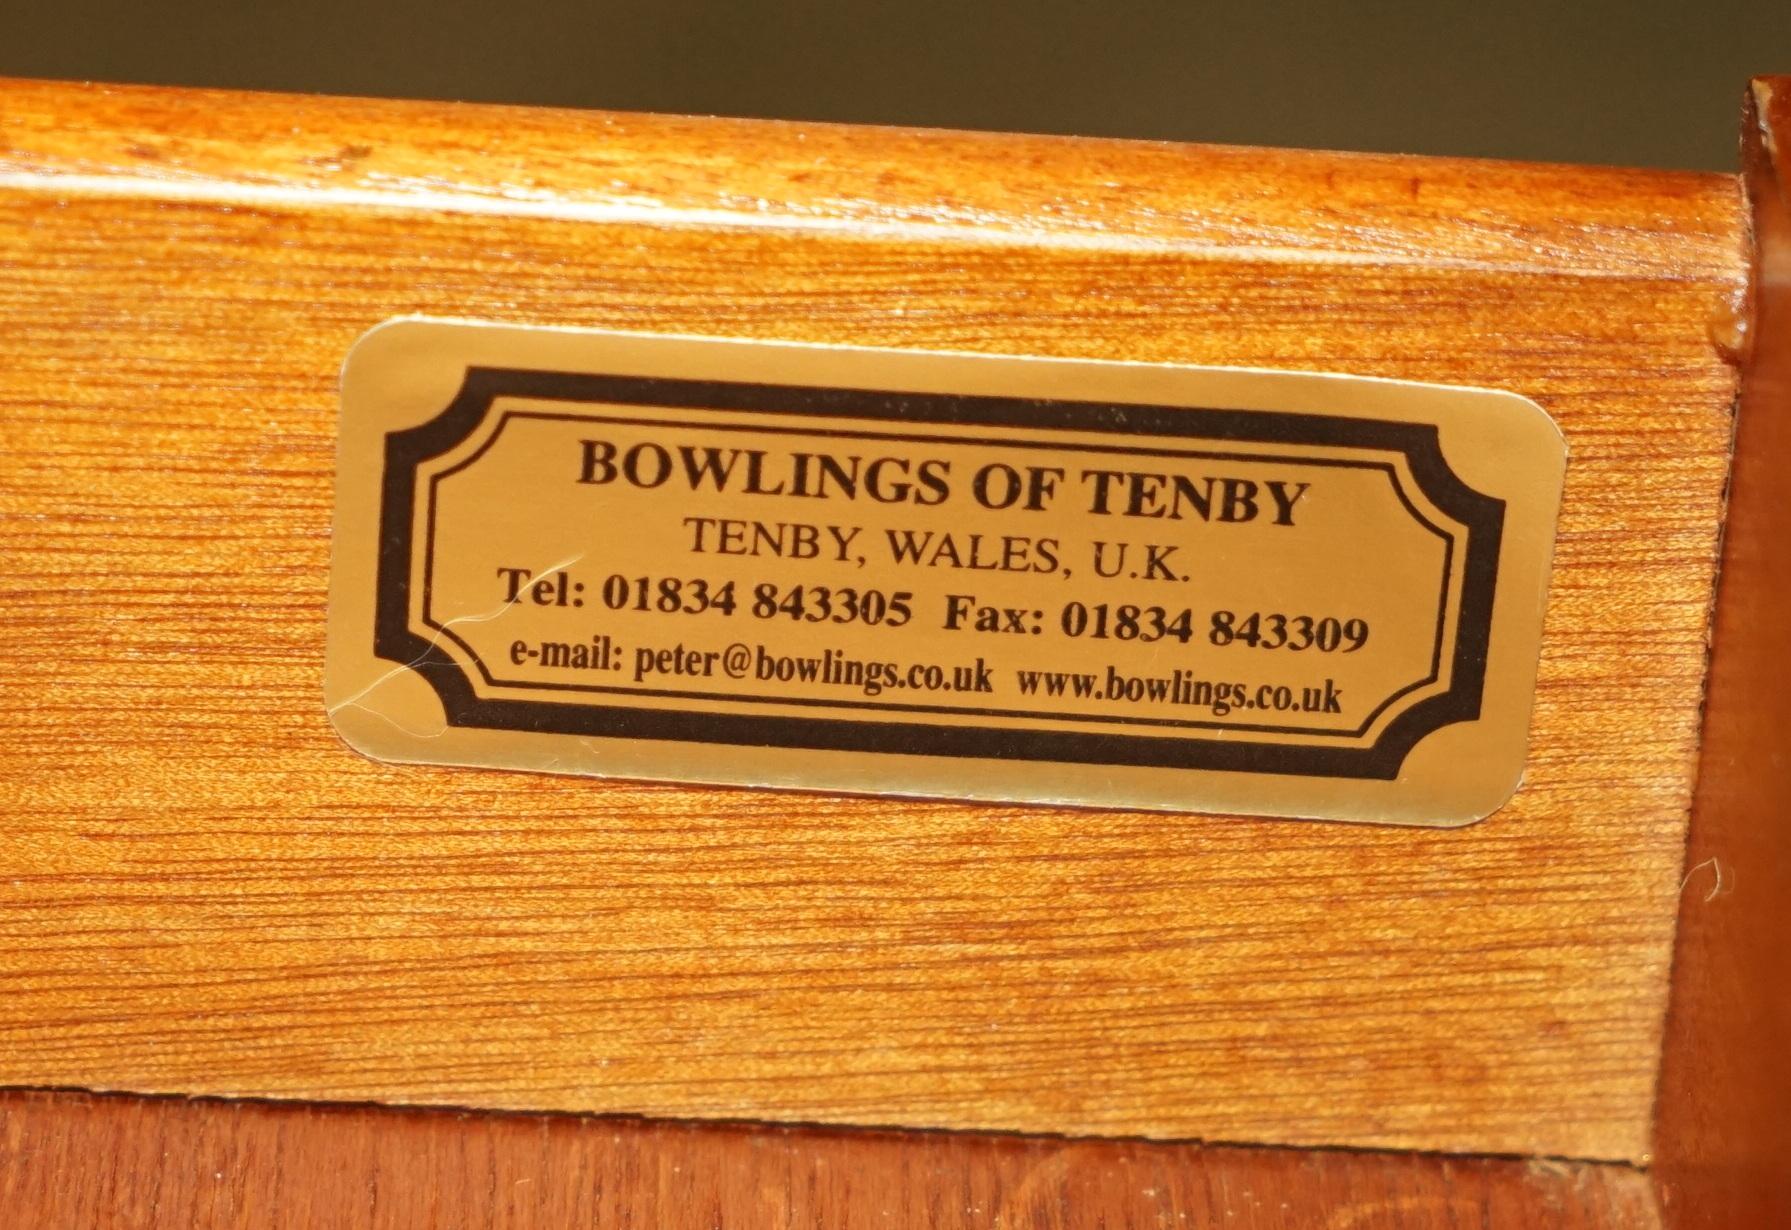 BOWLINGS OF TENBY
TENBY, WALES, U.K.
Tel: 01834 843305 Fax: 01834 843309
e-mail: peter@bowlings.co.uk www.bowlings.co.uk